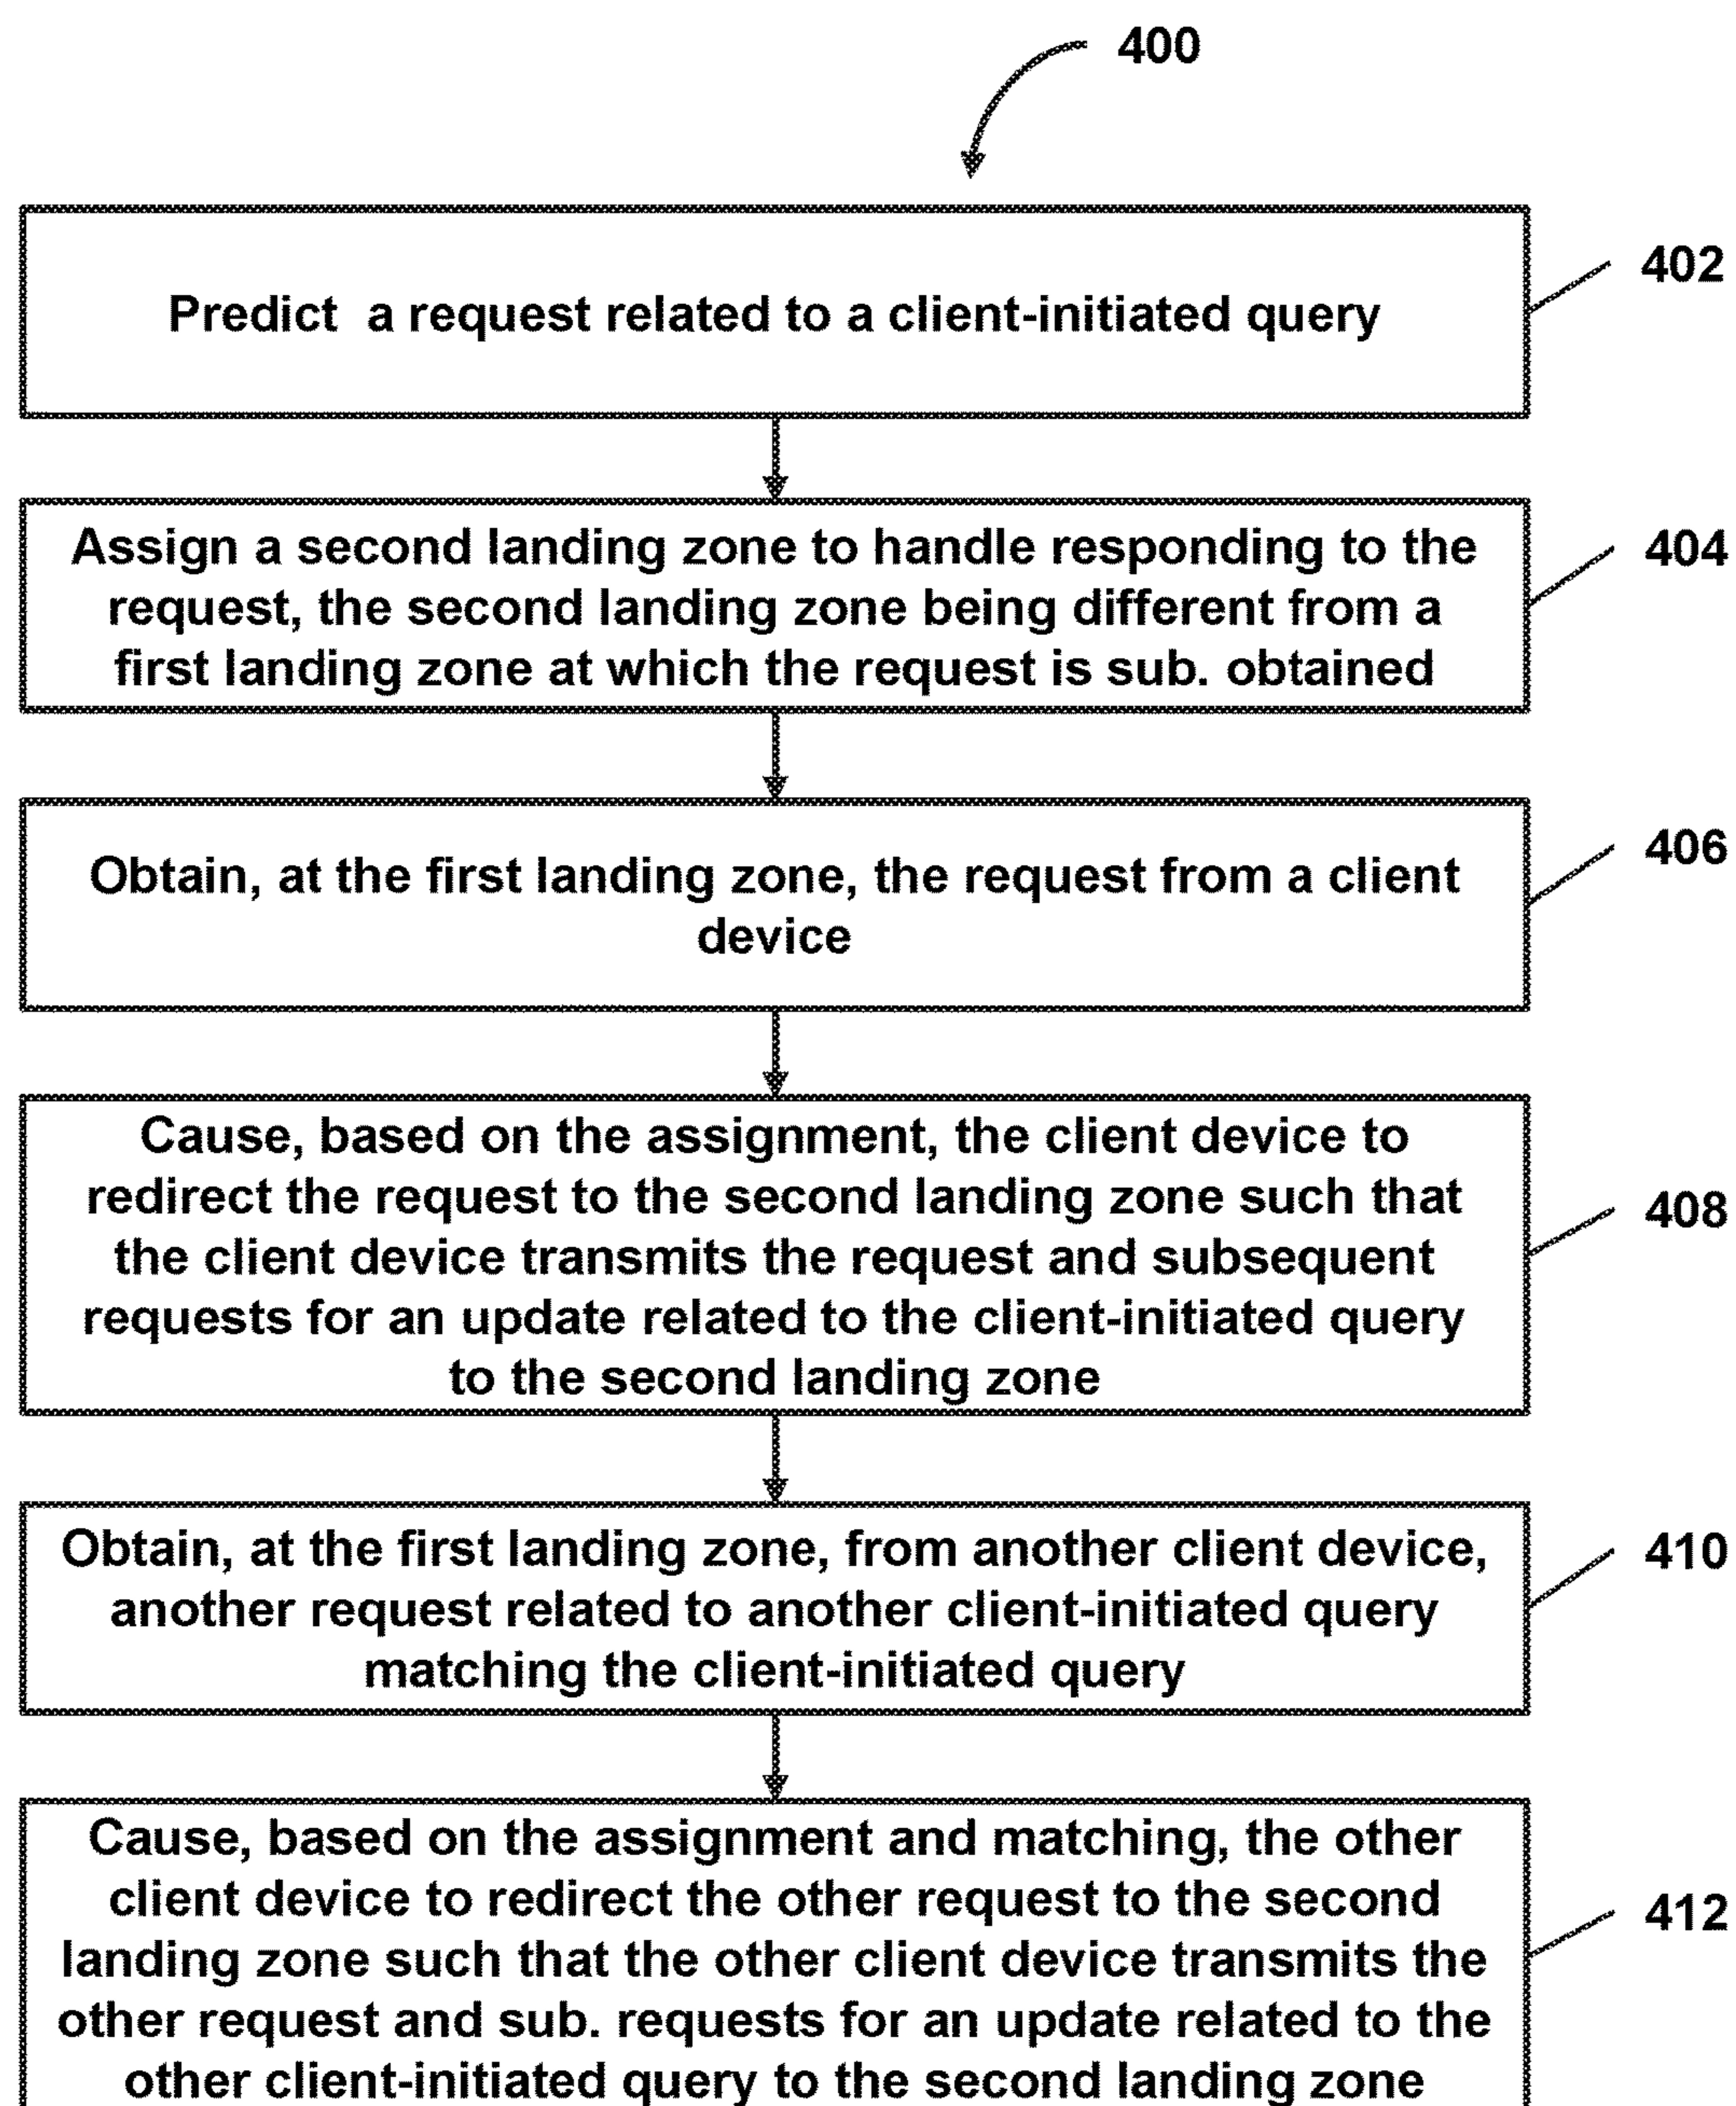 400
Predict a request related to a client-initiated query
402
Assign a second landing zone to handle responding to the
request, the second landing zone being different from a
first landing zone at which the request is sub. obtained
404
Obtain, at the first landing zone, the request from a client
device
406
Cause, based on the assignment, the client device to
redirect the request to the second landing zone such that
the client device transmits the request and subsequent
requests for an update related to the client-initiated query
to the second landing zone
408
Obtain, at the first landing zone, from another client device,
another request related to another client-initiated query
matching the client-initiated query
410
Cause, based on the assignment and matching, the other
client device to redirect the other request to the second
landing zone such that the other client device transmits the
other request and sub. requests for an update related to the
other client-initiated query to the second landing zone
412